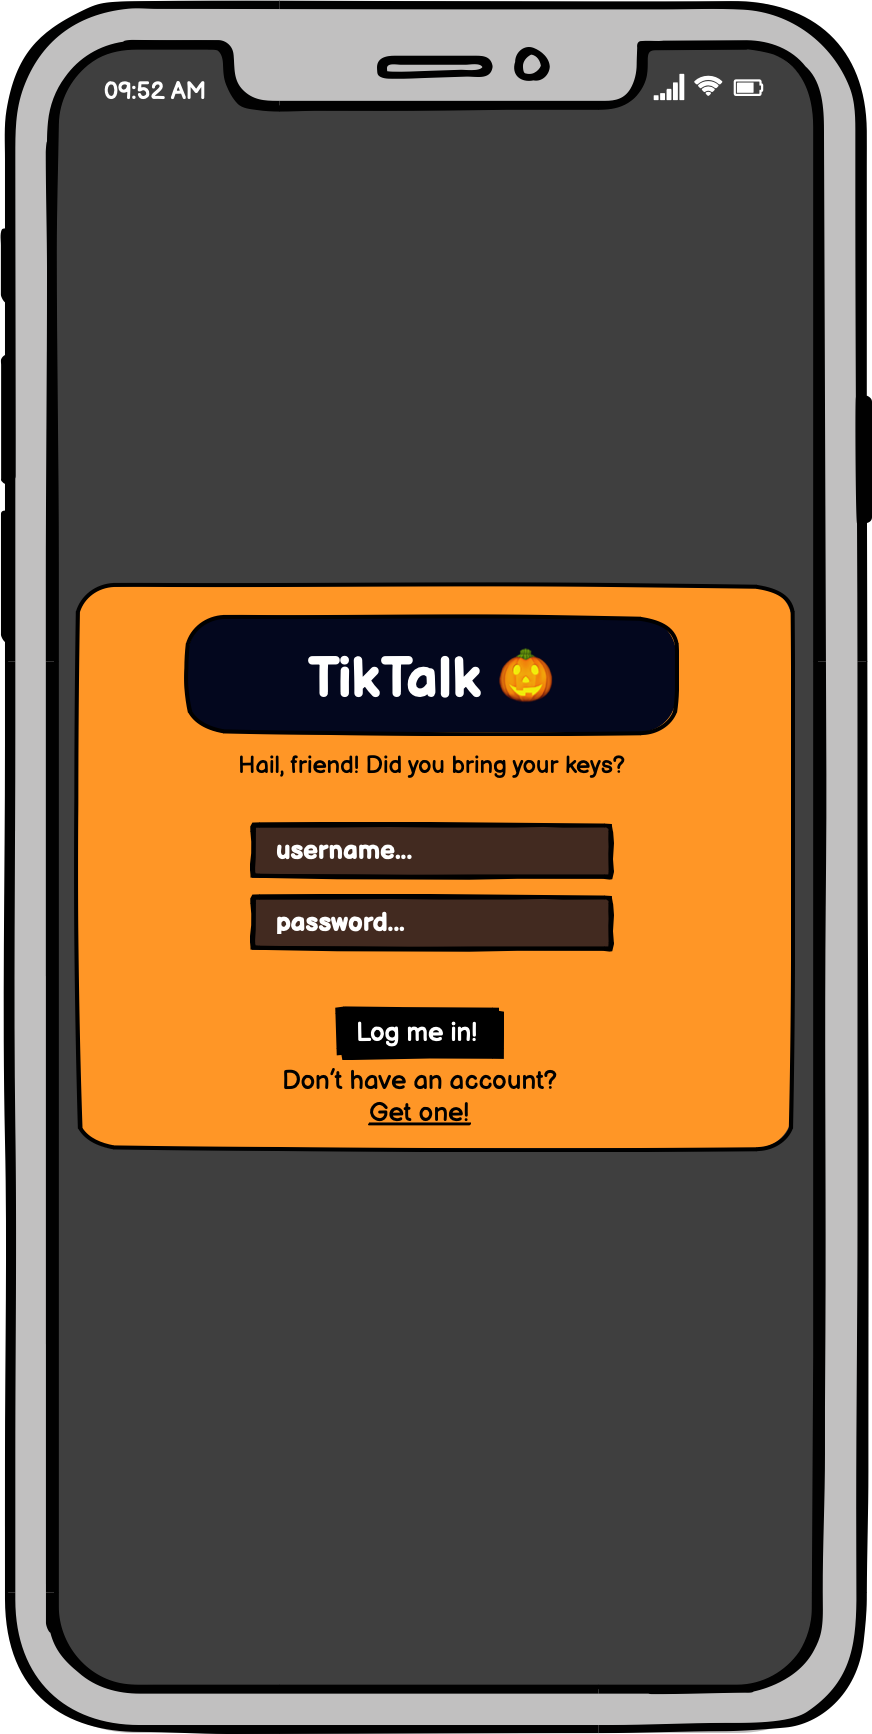 09:52 AM
TikTalk 🎃
Hail, friend! Did you bring your keys?
username...
password...
Log me in!
Don't have an account?
Get one!